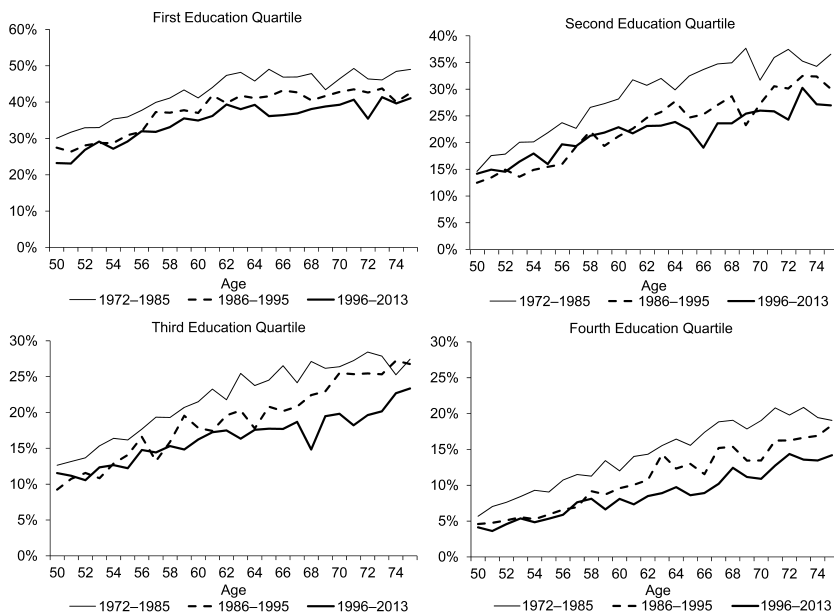 First Education Quartile
60%
50%
40%
30%
20%
10%
0%
50 52 54 56 58 60 62 64 66 68 70 72 74
Age
1972–1985 1986–1995 1996–2013
Second Education Quartile
40%
35%
30%
25%
20%
15%
10%
5%
0%
50 52 54 56 58 60 62 64 66 68 70 72 74
Age
1972–1985 1986–1995 1996–2013
Third Education Quartile
30%
25%
20%
15%
10%
5%
0%
50 52 54 56 58 60 62 64 66 68 70 72 74
Age
1972–1985 1986–1995 1996–2013
Fourth Education Quartile
30%
25%
20%
15%
10%
5%
0%
50 52 54 56 58 60 62 64 66 68 70 72 74
Age
1972–1985 1986–1995 1996–2013